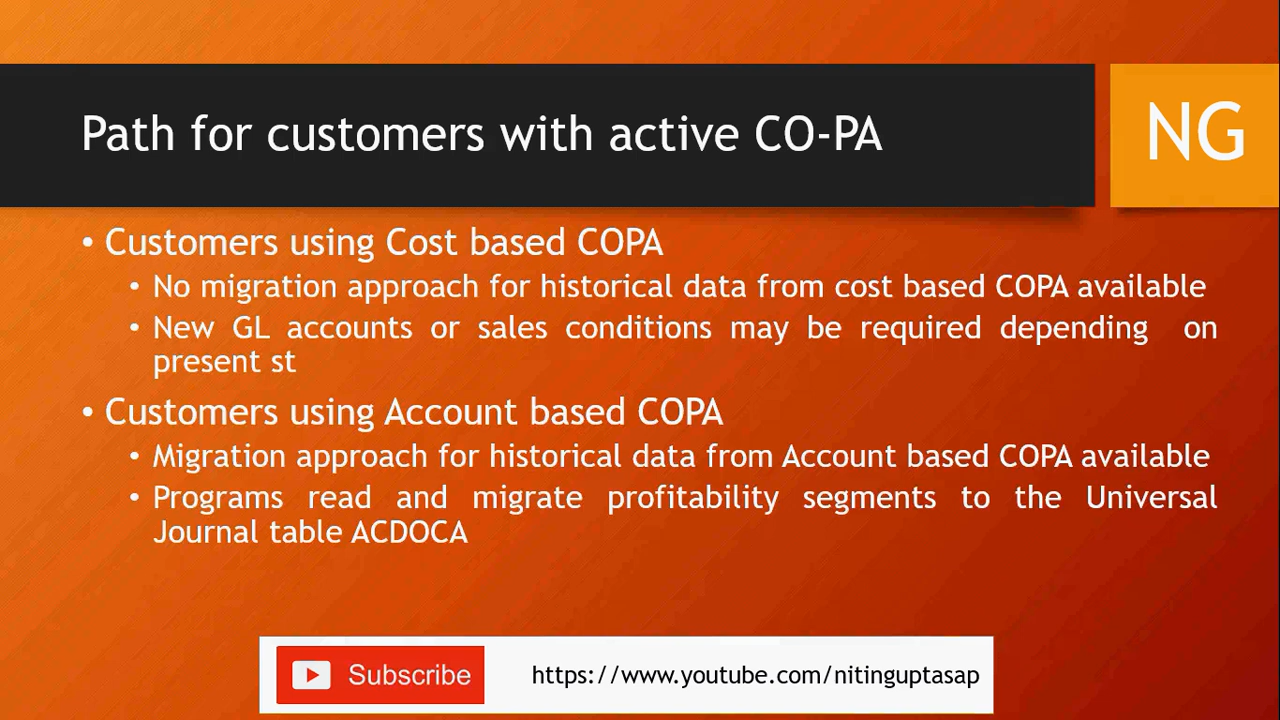 Path for customers with active CO-PA
NG
• Customers using Cost based COPA
• No migration approach for historical data from cost based COPA available
• New GL accounts or sales conditions may be required depending on
present st
• Customers using Account based COPA
• Migration approach for historical data from Account based COPA available
• Programs read and migrate profitability segments to the Universal
Journal table ACDOCA
Subscribe
https://www.youtube.com/nitinguptasap